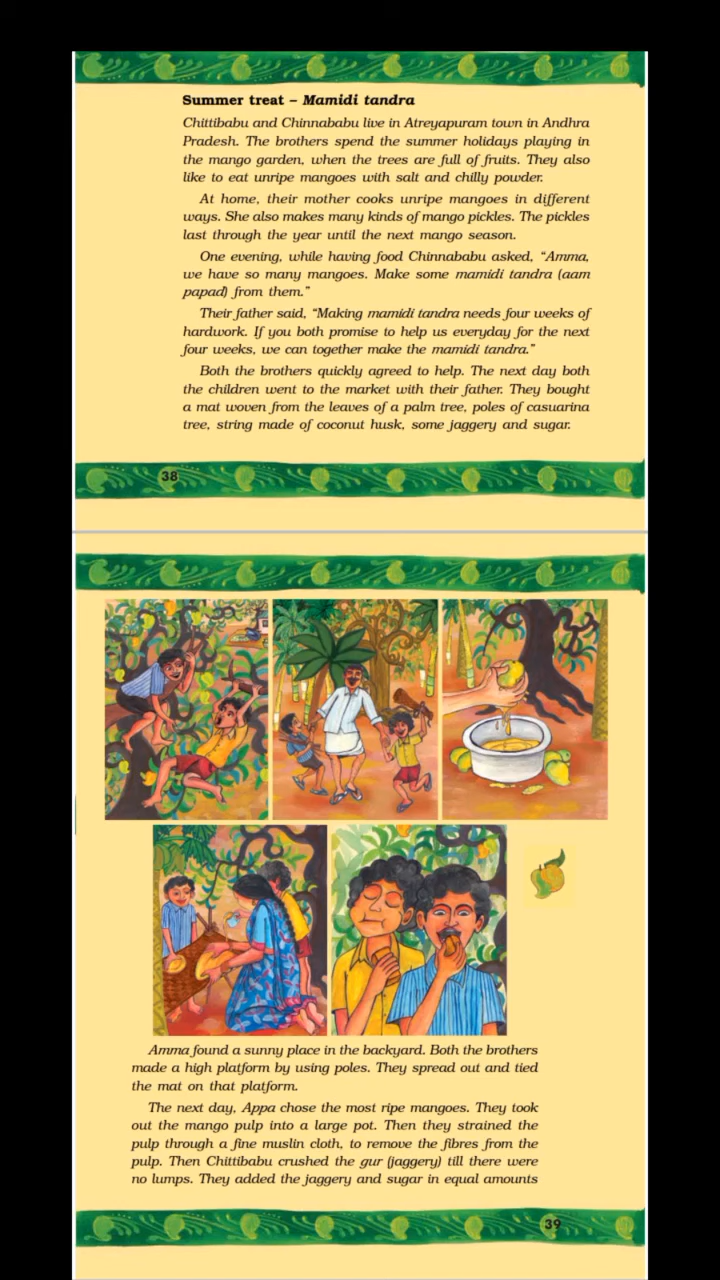 Summer treat – Mamidi tandra
Chittibabu and Chinnababu live in Atreyapuram town in Andhra
Pradesh. The brothers spend the summer holidays playing in
the mango garden, when the trees are full of fruits. They also
like to eat unripe mangoes with salt and chilly powder.
At home, their mother cooks unripe mangoes in different
ways. She also makes many kinds of mango pickles. The pickles
last through the year until the next mango season.
One evening, while having food Chinnababu asked, “Amma,
we have so many mangoes. Make some mamidi tandra (aam
papad) from them.”
Their father said, “Making mamidi tandra needs four weeks of
hardwork. If you both promise to help us everyday for the next
four weeks, we can together make the mamidi tandra.”
Both the brothers quickly agreed to help. The next day both
the children went to the market with their father. They bought
a mat woven from the leaves of a palm tree, poles of casuarina
tree, string made of coconut husk, some jaggery and sugar.
38
Amma found a sunny place in the backyard. Both the brothers
made a high platform by using poles. They spread out and tied
the mat on that platform.
The next day, Appa chose the most ripe mangoes. They took
out the mango pulp into a large pot. Then they strained the
pulp through a fine muslin cloth, to remove the fibres from the
pulp. Then Chittibabu crushed the gur (jaggery) till there were
no lumps. They added the jaggery and sugar in equal amounts
39